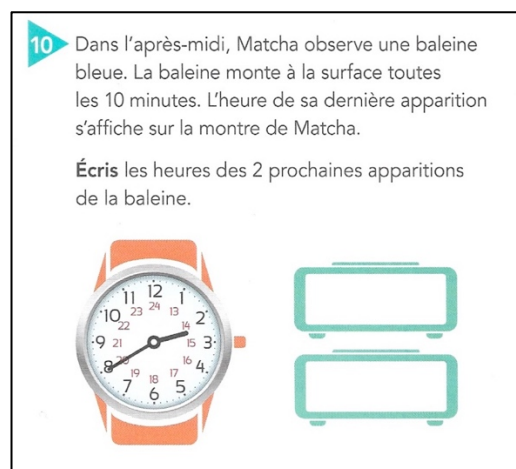 10 Dans l'après-midi, Matcha observe une baleine
bleue. La baleine monte à la surface toutes
les 10 minutes. L'heure de sa dernière apparition
s'affiche sur la montre de Matcha.
Écris les heures des 2 prochaines apparitions
de la baleine.
12
11 1
24
23 13
10 2
22 14
9 21 15 3
8 20 16 4
19 17
18
7 5
6